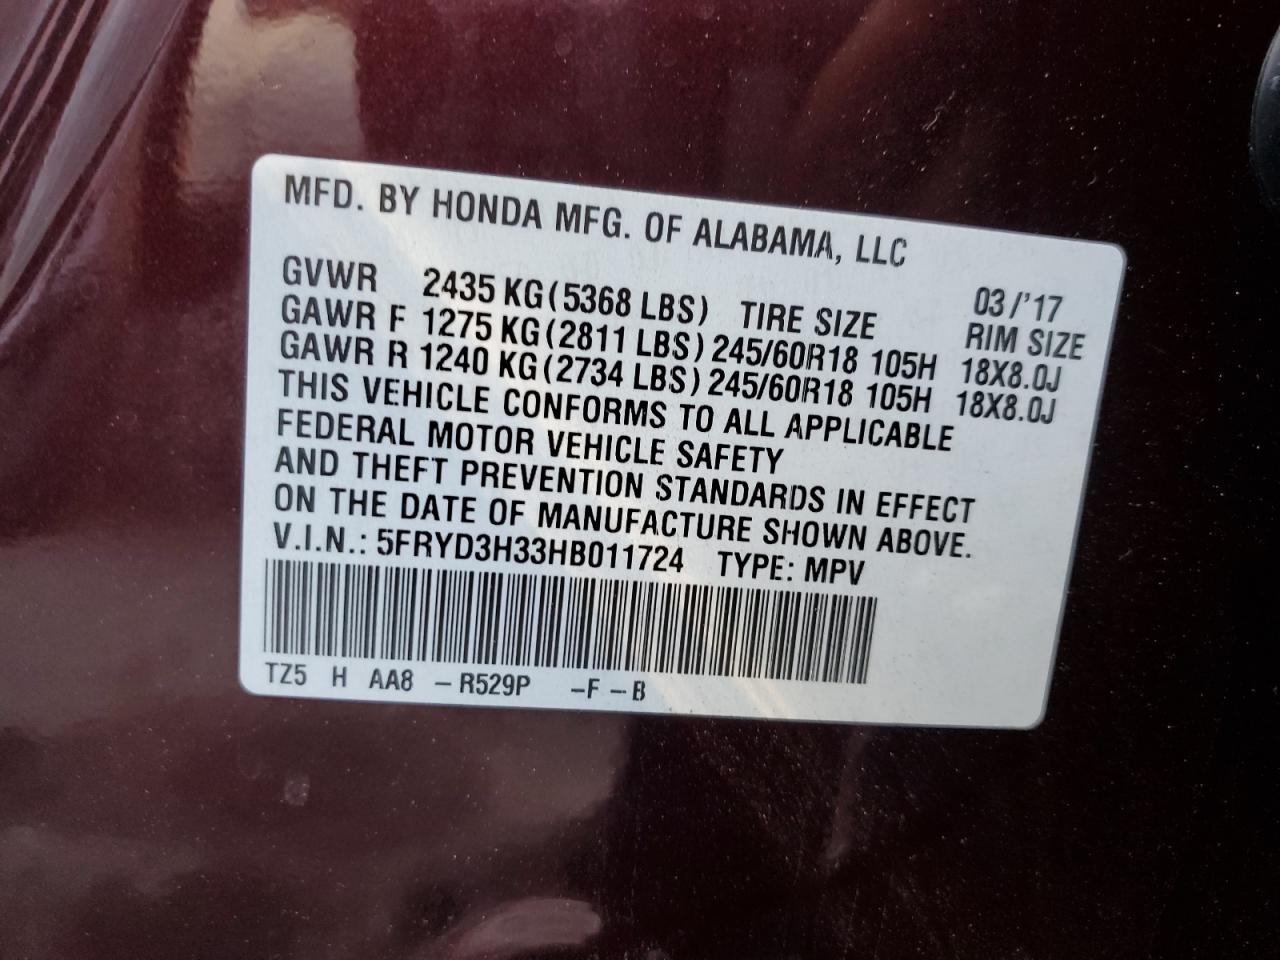 MFD. BY HONDA MFG. OF ALABAMA, LLC
03/'17
GVWR 2435 KG(5368 LBS) TIRE SIZE RIM SIZE
GAWR F 1275 KG(2811 LBS) 245/60R18 105H 18X8.0J
GAWR R 1240 KG(2734 LBS) 245/60R18 105H 18X8.0J
THIS VEHICLE CONFORMS TO ALL APPLICABLE
FEDERAL MOTOR VEHICLE SAFETY
AND THEFT PREVENTION STANDARDS IN EFFECT
ON THE DATE OF MANUFACTURE SHOWN ABOVE.
V.I.N.: 5FRYD3H33HB011724 TYPE: MPV
TZ5 H AA8 -R529P -F-B